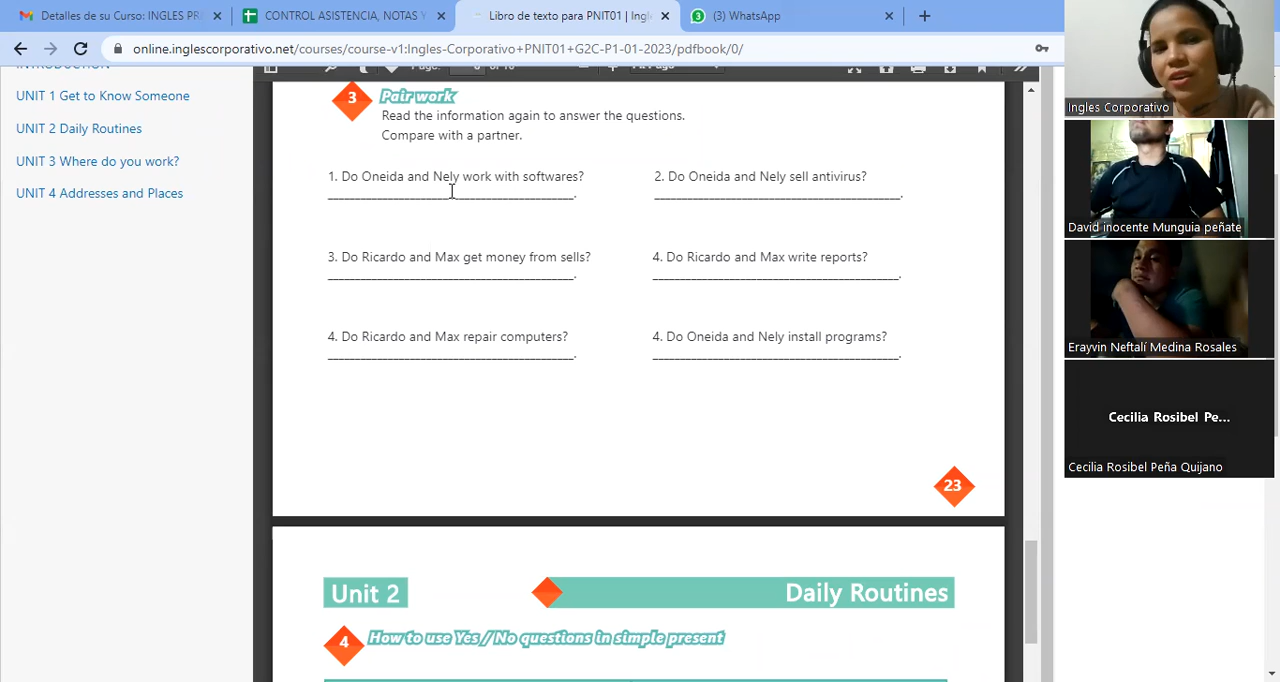 Detalles de su Curso: INGLES PRE
CONTROL ASISTENCIA, NOTAS Y
Libro de texto para PNIT01 | Ingl
(3) WhatsApp
online.inglescorporativo.net/courses/course-v1:Ingles-Corporativo+PNIT01+G2C-P1-01-2023/pdfbook/0/
INTRODUCTION
UNIT 1 Get to Know Someone
UNIT 2 Daily Routines
UNIT 3 Where do you work?
UNIT 4 Addresses and Places
3 Pair work
Read the information again to answer the questions.
Compare with a partner.
1. Do Oneida and Nely work with softwares?
2. Do Oneida and Nely sell antivirus?
3. Do Ricardo and Max get money from sells?
4. Do Ricardo and Max write reports?
4. Do Ricardo and Max repair computers?
4. Do Oneida and Nely install programs?
23
Unit 2
Daily Routines
4 How to use Yes/No questions in simple present
Ingles Corporativo
David inocente Munguia peñate
Erayvin Neftalí Medina Rosales
Cecilia Rosibel Pe...
Cecilia Rosibel Peña Quijano